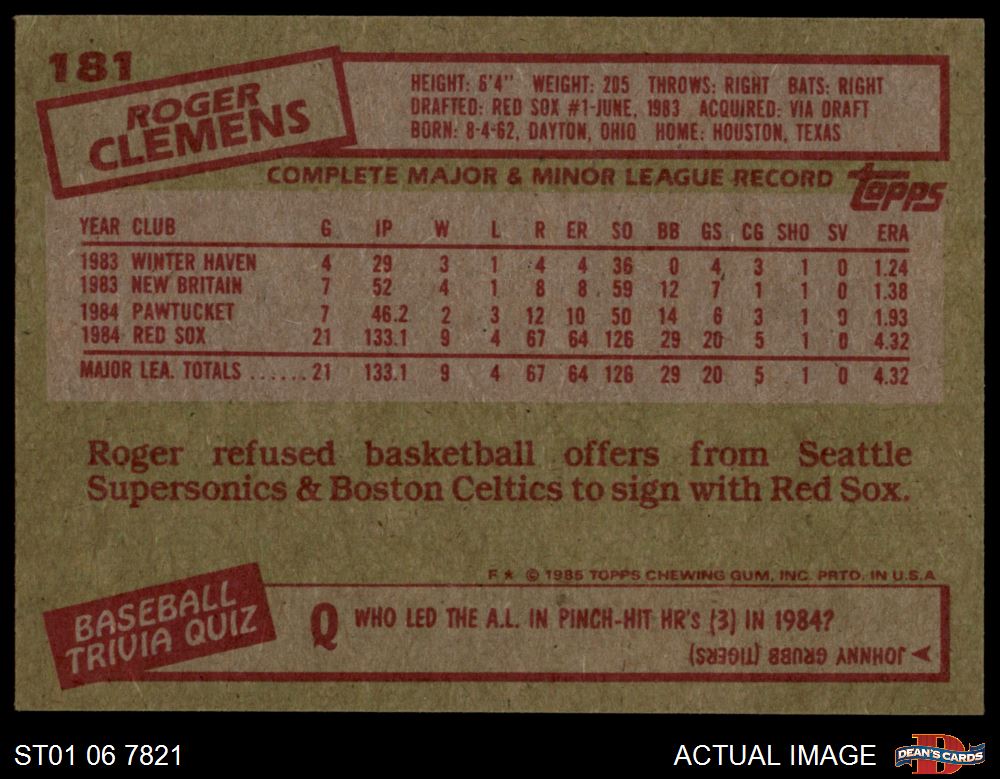 181
ROGER
CLEMENS
HEIGHT: 6'4" WEIGHT: 205 THROWS: RIGHT BATS: RIGHT
DRAFTED: RED SOX #1-JUNE, 1983 ACQUIRED: VIA DRAFT
BORN: 8-4-62, DAYTON, OHIO HOME: HOUSTON, TEXAS
COMPLETE MAJOR & MINOR LEAGUE RECORD topps
YEAR CLUB G IP W L R ER SO BB GS CG SHO SV ERA
1983 WINTER HAVEN 4 29 3 1 4 4 36 0 4 3 1 0 1.24
1983 NEW BRITAIN 7 52 4 1 8 8 59 12 7 1 1 0 1.38
1984 PAWTUCKET 7 46.2 2 3 12 10 50 14 6 3 1 0 1.93
1984 RED SOX 21 133.1 9 4 67 64 126 29 20 5 1 0 4.32
MAJOR LEA. TOTALS ......21 133.1 9 4 67 64 126 29 20 5 1 0 4.32
Roger refused basketball offers from Seattle
Supersonics & Boston Celtics to sign with Red Sox.
F★ © 1985 TOPPS CHEWING GUM, INC. PRTD. IN U.S.A
BASEBALL
TRIVIA QUIZ
Q WHO LED THE A.L. IN PINCH-HIT HR's (3) IN 1984?
JOHNNY GRUBB (TIGERS)
ST01 06 7821
ACTUAL IMAGE
D
DEAN'S CARDS